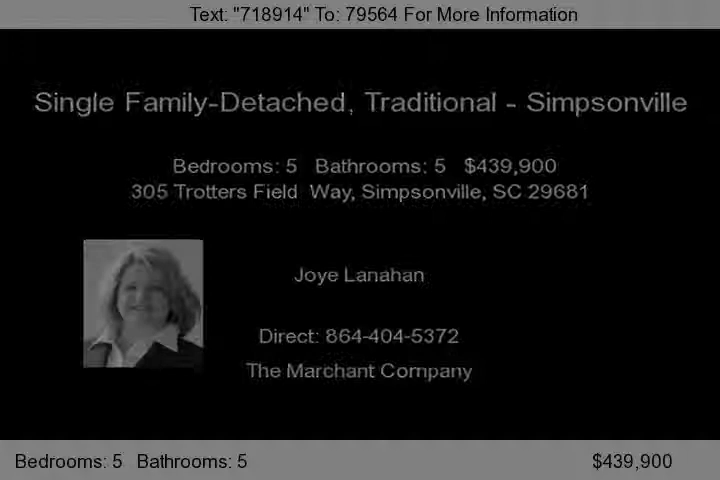 Text: "718914" To: 79564 For More Information
Single Family-Detached, Traditional - Simpsonville
Bedrooms: 5 Bathrooms: 5 $439,900
305 Trotters Field Way, Simpsonville, SC 29681
Joye Lanahan
Direct: 864-404-5372
The Marchant Company
Bedrooms: 5 Bathrooms: 5 $439,900